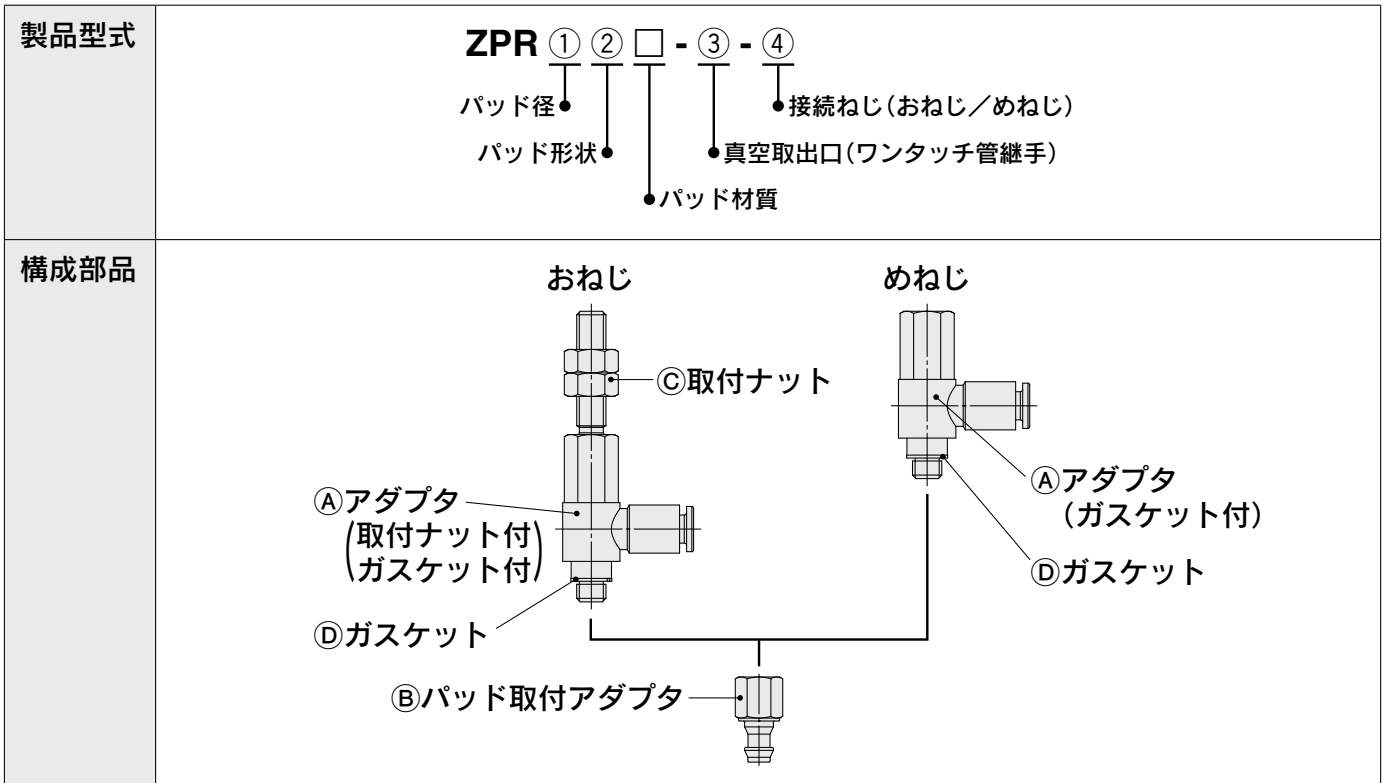 製品型式
ZPR ① ② □ - ③ - ④
パッド径
接続ねじ（おねじ／めねじ）
パッド形状
真空取出口（ワンタッチ管継手）
パッド材質
構成部品
おねじ
めねじ
Ⓒ取付ナット
Ⓐアダプタ
（取付ナット付
ガスケット付）
Ⓐアダプタ
（ガスケット付）
Ⓓガスケット
Ⓓガスケット
Ⓑパッド取付アダプタ